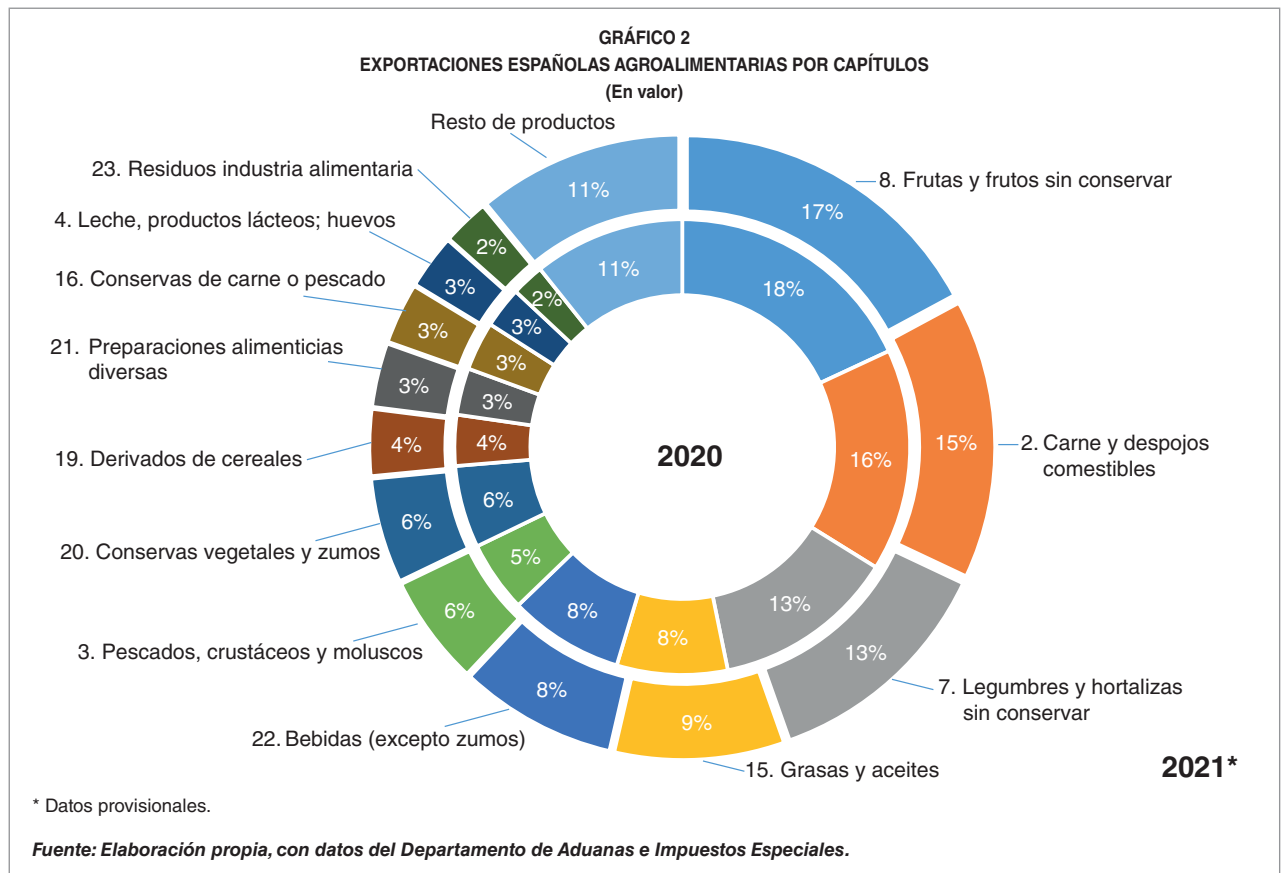 GRÁFICO 2
EXPORTACIONES ESPAÑOLAS AGROALIMENTARIAS POR CAPÍTULOS
(En valor)
Resto de productos
23. Residuos industria alimentaria
4. Leche, productos lácteos; huevos
16. Conservas de carne o pescado
21. Preparaciones alimenticias
diversas
19. Derivados de cereales
20. Conservas vegetales y zumos
3. Pescados, crustáceos y moluscos
22. Bebidas (excepto zumos)
15. Grasas y aceites
7. Legumbres y hortalizas
sin conservar
2. Carne y despojos
comestibles
8. Frutas y frutos sin conservar
17%
15%
13%
9%
8%
6%
6%
4%
3%
3%
3%
2%
11%
18%
16%
13%
8%
8%
5%
6%
4%
3%
3%
3%
2%
11%
2020
2021*
* Datos provisionales.
Fuente: Elaboración propia, con datos del Departamento de Aduanas e Impuestos Especiales.